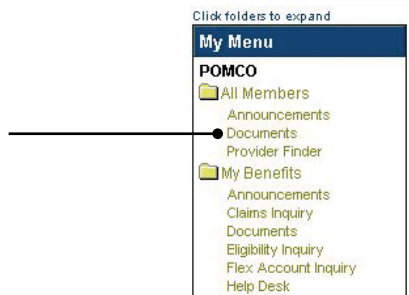 Click folders to expand
My Menu
POMCO
All Members
Announcements
Documents
Provider Finder
My Benefits
Announcements
Claims Inquiry
Documents
Eligibility Inquiry
Flex Account Inquiry
Help Desk